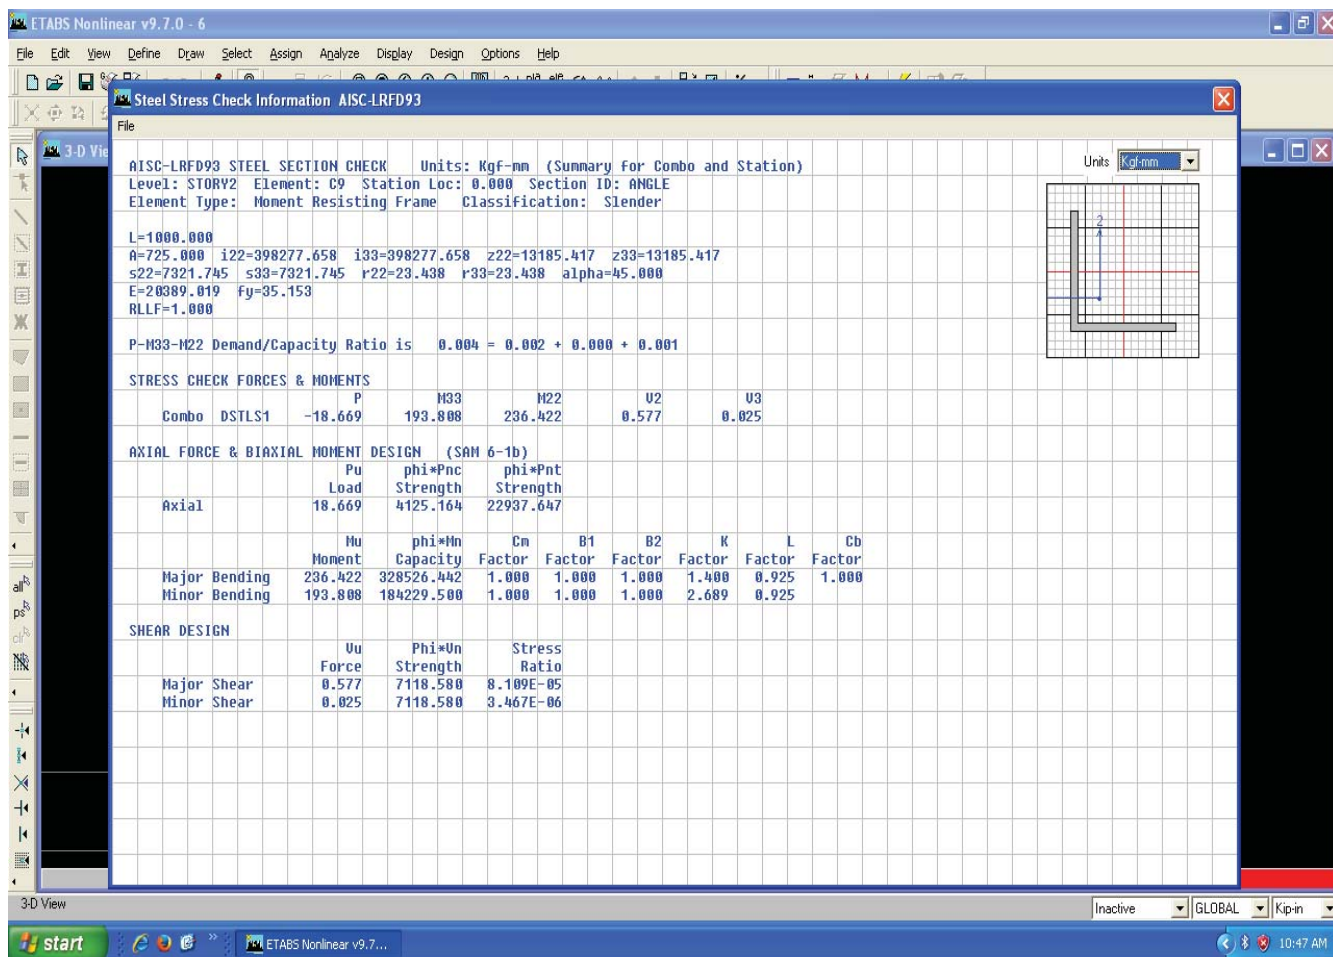 ETABS Nonlinear v9.7.0 - 6
File Edit View Define Draw Select Assign Analyze Display Design Options Help
Steel Stress Check Information AISC-LRFD93
File
3-D Vie
Units Kgf-mm
AISC-LRFD93 STEEL SECTION CHECK Units: Kgf-mm (Summary for Combo and Station)
Level: STORY2 Element: C9 Station Loc: 0.000 Section ID: ANGLE
Element Type: Moment Resisting Frame Classification: Slender
L=1000.000
A=725.000 i22=398277.658 i33=398277.658 z22=13185.417 z33=13185.417
s22=7321.745 s33=7321.745 r22=23.438 r33=23.438 alpha=45.000
E=20389.019 fy=35.153
RLLF=1.000
2
P-M33-M22 Demand/Capacity Ratio is 0.004 = 0.002 + 0.000 + 0.001
STRESS CHECK FORCES & MOMENTS
P M33 M22 V2 V3
Combo DSTLS1 -18.669 193.808 236.422 0.577 0.025
AXIAL FORCE & BIAXIAL MOMENT DESIGN (SAM 6-1b)
Pu phi*Pnc phi*Pnt
Load Strength Strength
Axial 18.669 4125.164 22937.647
Mu phi*Mn Cm B1 B2 K L Cb
Moment Capacity Factor Factor Factor Factor Factor Factor
Major Bending 236.422 328526.442 1.000 1.000 1.000 1.400 0.925 1.000
Minor Bending 193.808 184229.500 1.000 1.000 1.000 2.689 0.925
SHEAR DESIGN
Vu Phi*Vn Stress
Force Strength Ratio
Major Shear 0.577 7118.580 8.109E-05
Minor Shear 0.025 7118.580 3.467E-06
all
ps
clr
3-D View
Inactive GLOBAL Kip-in
start
ETABS Nonlinear v9.7...
10:47 AM